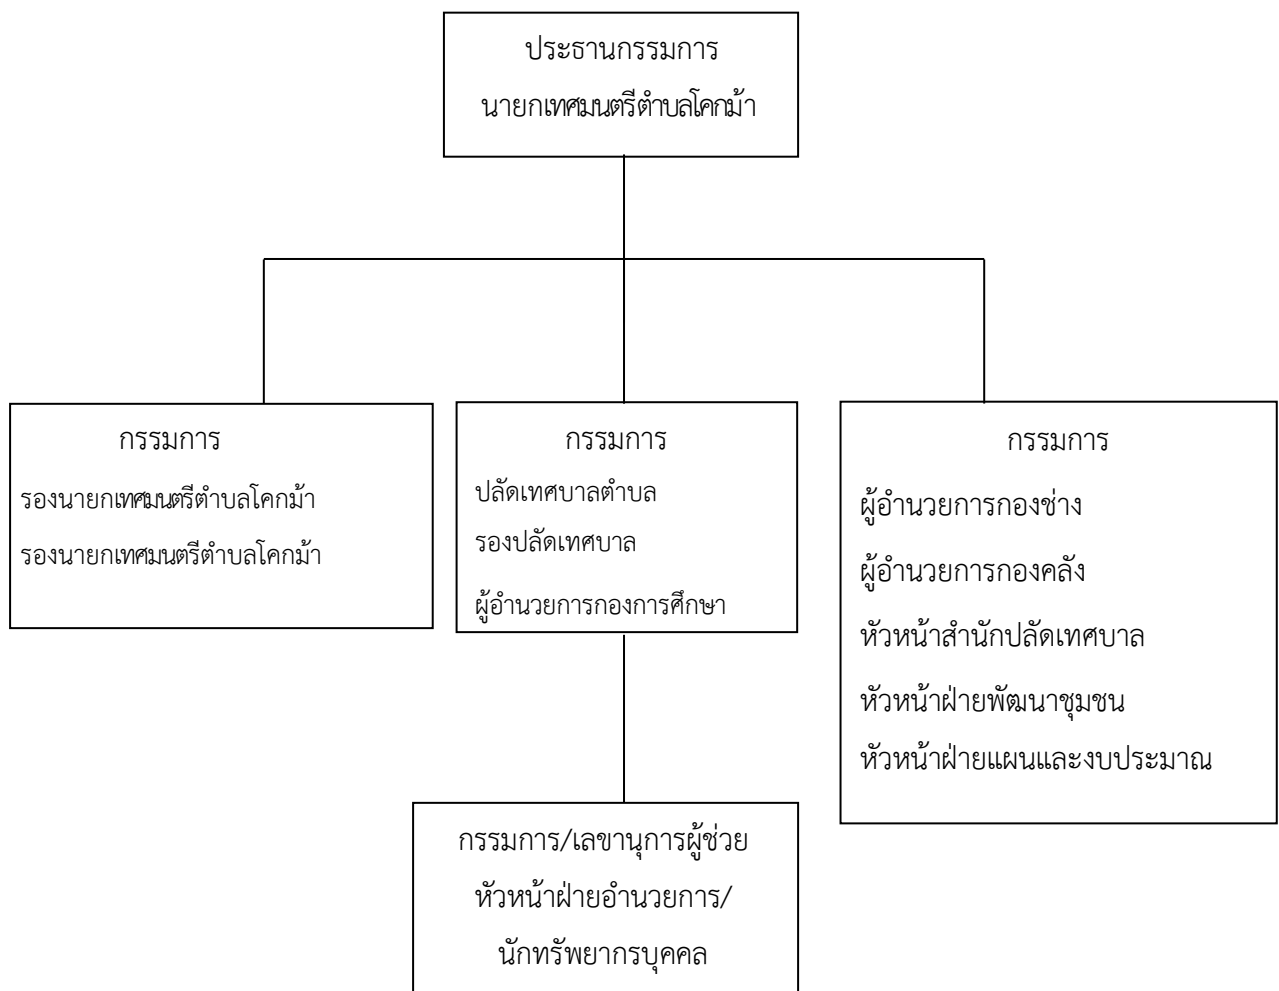 ประธานกรรมการ
นายกเทศมนตรีตำบลโคกม้า
กรรมการ
รองนายกเทศมนตรีตำบลโคกม้า
รองนายกเทศมนตรีตำบลโคกม้า
กรรมการ
ปลัดเทศบาลตำบล
รองปลัดเทศบาล
ผู้อำนวยการกองการศึกษา
กรรมการ
ผู้อำนวยการกองช่าง
ผู้อำนวยการกองคลัง
หัวหน้าสำนักปลัดเทศบาล
หัวหน้าฝ่ายพัฒนาชุมชน
หัวหน้าฝ่ายแผนและงบประมาณ
กรรมการ/เลขานุการผู้ช่วย
หัวหน้าฝ่ายอำนวยการ/
นักทรัพยากรบุคคล